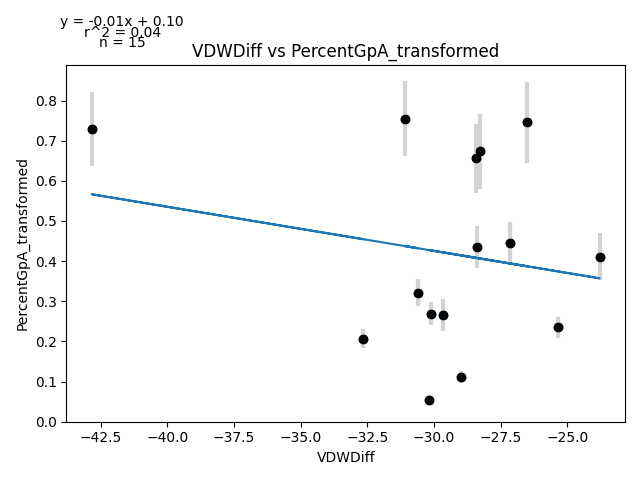 y = -0.01x + 0.10
r^2 = 0.04
n = 15
VDWDiff vs PercentGpA_transformed
PercentGpA_transformed
0.8
0.7
0.6
0.5
0.4
0.3
0.2
0.1
0.0
−42.5 −40.0 −37.5 −35.0 −32.5 −30.0 −27.5 −25.0
VDWDiff